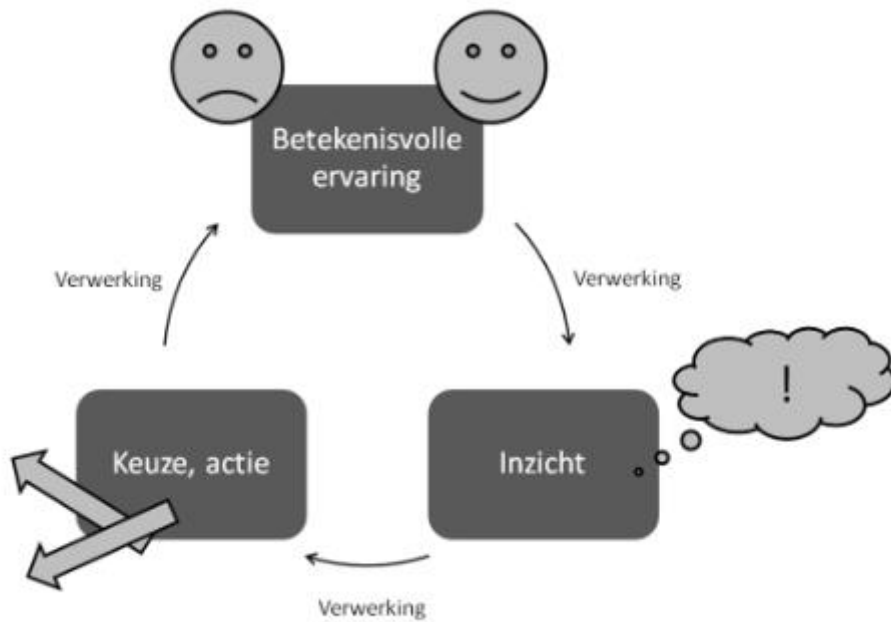 Betekenisvolle
ervaring
Verwerking
Verwerking
!
Keuze, actie
Inzicht
Verwerking